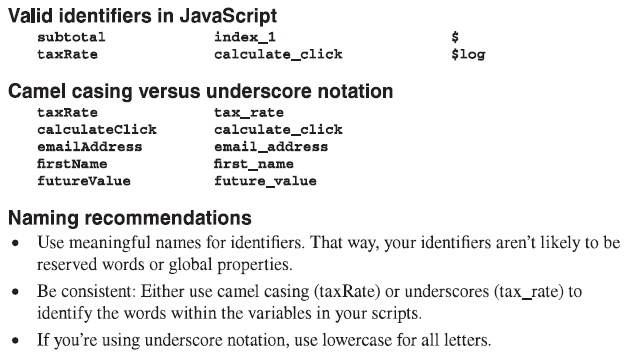 Valid identifiers in JavaScript
subtotal index_1 $
taxRate calculate_click $log
Camel casing versus underscore notation
taxRate tax_rate
calculateClick calculate_click
emailAddress email_address
firstName first_name
futureValue future_value
Naming recommendations
• Use meaningful names for identifiers. That way, your identifiers aren't likely to be
reserved words or global properties.
• Be consistent: Either use camel casing (taxRate) or underscores (tax_rate) to
identify the words within the variables in your scripts.
• If you're using underscore notation, use lowercase for all letters.